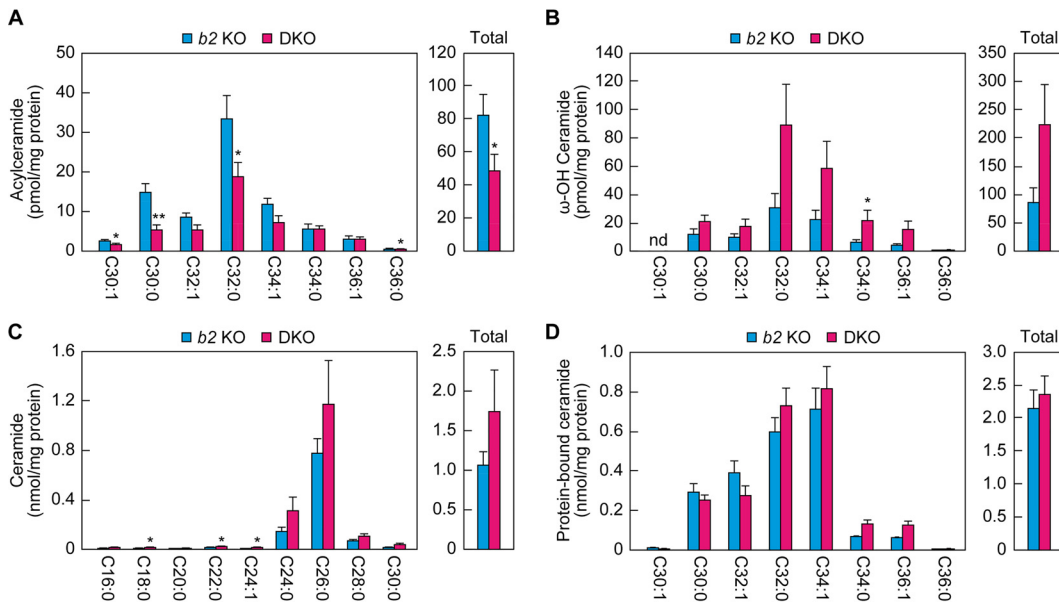 A
b2 KO DKO
Total
Acylceramide
(pmol/mg protein)
50
40
30
20
10
0
*
**
*
*
C30:1 C30:0 C32:1 C32:0 C34:1 C34:0 C36:1 C36:0
120
100
80
60
40
20
0
*
B
b2 KO DKO
Total
ω-OH Ceramide
(pmol/mg protein)
140
120
100
80
60
40
20
0
nd
*
C30:1 C30:0 C32:1 C32:0 C34:1 C34:0 C36:1 C36:0
350
300
250
200
150
100
50
0
C
b2 KO DKO
Total
Ceramide
(nmol/mg protein)
1.6
1.2
0.8
0.4
0
*
*
*
C16:0 C18:0 C20:0 C22:0 C24:1 C24:0 C26:0 C28:0 C30:0
2.5
2.0
1.5
1.0
0.5
0
D
b2 KO DKO
Total
Protein-bound ceramide
(nmol/mg protein)
1.0
0.8
0.6
0.4
0.2
0
C30:1 C30:0 C32:1 C32:0 C34:1 C34:0 C36:1 C36:0
3.0
2.5
2.0
1.5
1.0
0.5
0